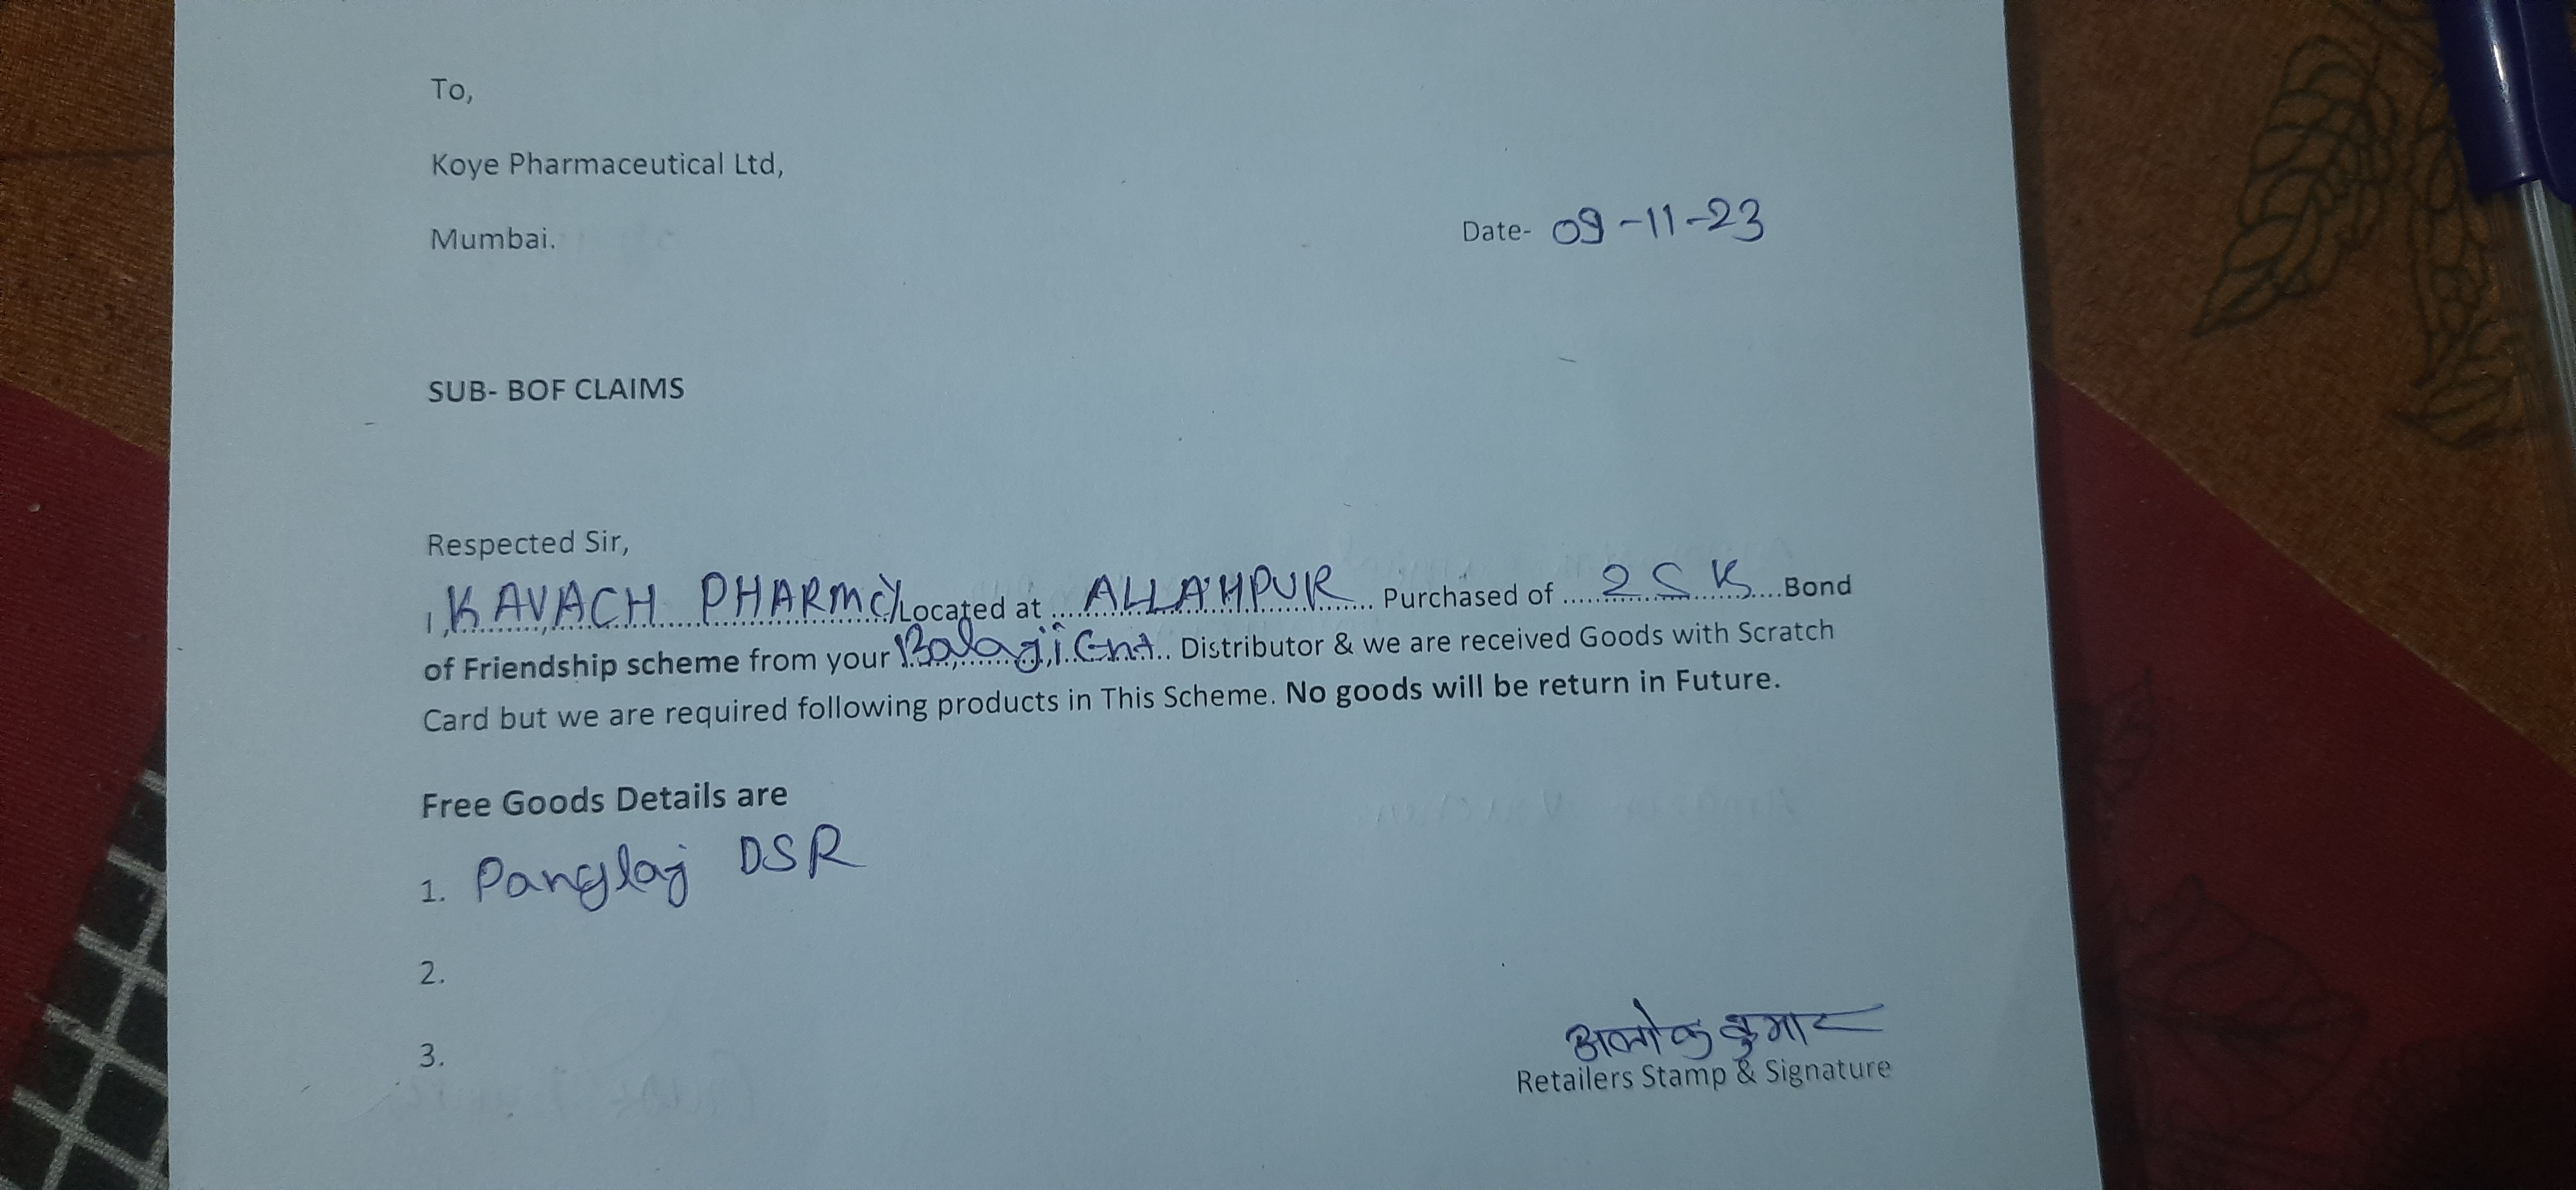 To,
Koye Pharmaceutical Ltd,
Mumbai.
Date- 09-11-23
SUB- BOF CLAIMS
Respected Sir,
I, KAVACH PHARMCY Located at .... ALLAHPUR .... Purchased of ..... 25K .... Bond
of Friendship scheme from your Balaji Ent.. Distributor & we are received Goods with Scratch
Card but we are required following products in This Scheme. No goods will be return in Future.
Free Goods Details are
1. Panglaj DSR
2.
3.
अलोक कुमार
Retailers Stamp & Signature